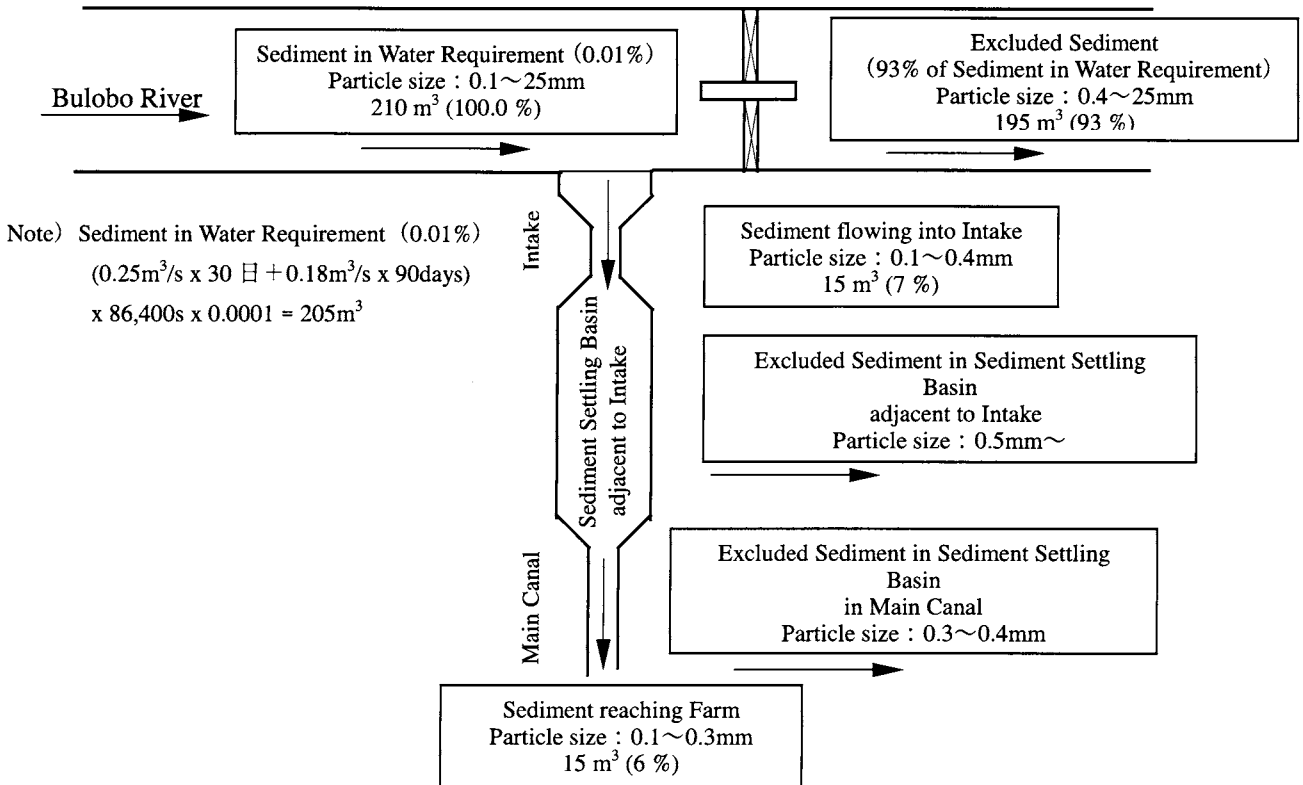 Sediment in Water Requirement (0.01%)
Particle size : 0.1~25mm
210 m³ (100.0 %)
Excluded Sediment
(93% of Sediment in Water Requirement)
Particle size : 0.4~25mm
195 m³ (93 %)
Bulobo River
Note) Sediment in Water Requirement (0.01%)
(0.25m³/s x 30 日+0.18m³/s x 90days)
x 86,400s x 0.0001 = 205m³
Intake
Sediment flowing into Intake
Particle size : 0.1~0.4mm
15 m³ (7 %)
Sediment Settling Basin
adjacent to Intake
Excluded Sediment in Sediment Settling
Basin
adjacent to Intake
Particle size : 0.5mm~
Main Canal
Excluded Sediment in Sediment Settling
Basin
in Main Canal
Particle size : 0.3~0.4mm
Sediment reaching Farm
Particle size : 0.1~0.3mm
15 m³ (6 %)